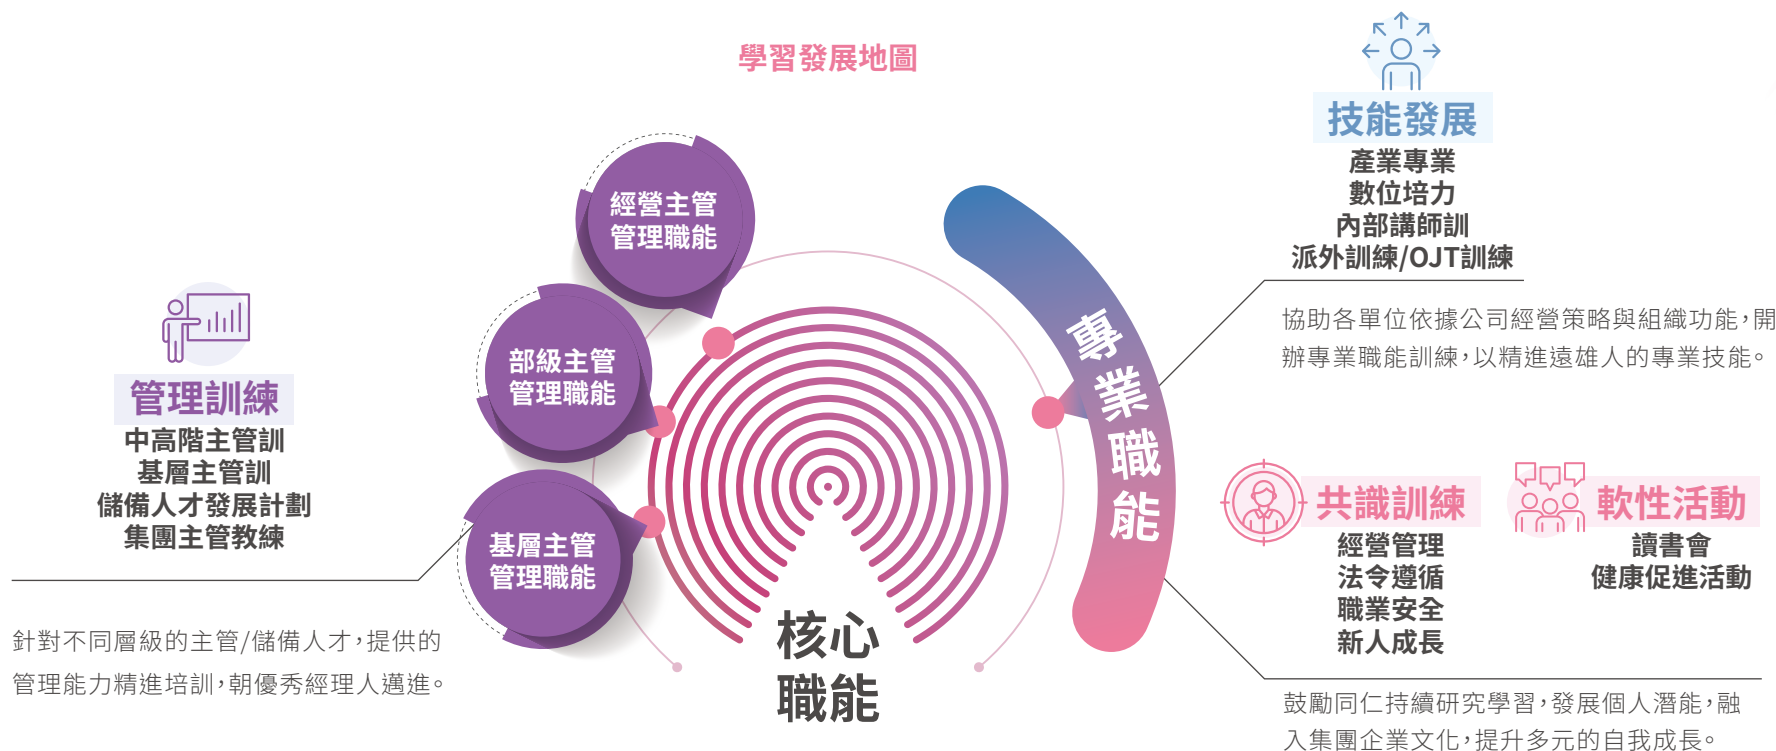 學習發展地圖
經營主管
管理職能
部級主管
管理職能
基層主管
管理職能
管理訓練
中高階主管訓
基層主管訓
儲備人才發展計劃
集團主管教練
針對不同層級的主管/儲備人才，提供的
管理能力精進培訓，朝優秀經理人邁進。
核心
職能
專業職能
技能發展
產業專業
數位培力
內部講師訓
派外訓練/OJT訓練
協助各單位依據公司經營策略與組織功能，開
辦專業職能訓練，以精進遠雄人的專業技能。
共識訓練
經營管理
法令遵循
職業安全
新人成長
軟性活動
讀書會
健康促進活動
鼓勵同仁持續研究學習，發展個人潛能，融
入集團企業文化，提升多元的自我成長。